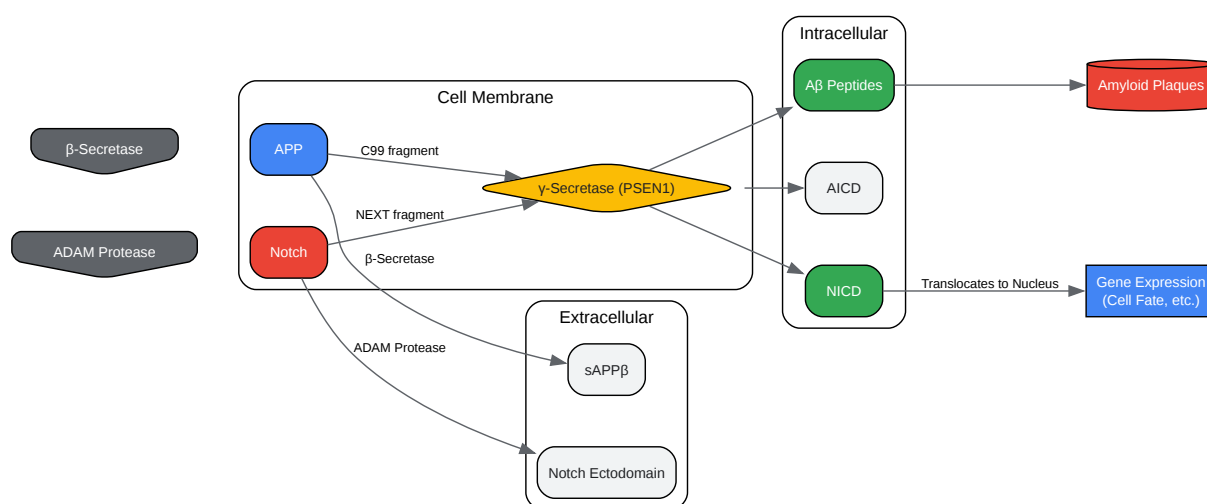 Intracellular
Aβ Peptides
Amyloid Plaques
Cell Membrane
β-Secretase
APP
C99 fragment
γ-Secretase (PSEN1)
AICD
NEXT fragment
ADAM Protease
Notch
β-Secretase
NICD
Translocates to Nucleus
Gene Expression
(Cell Fate, etc.)
Extracellular
ADAM Protease
sAPPβ
Notch Ectodomain